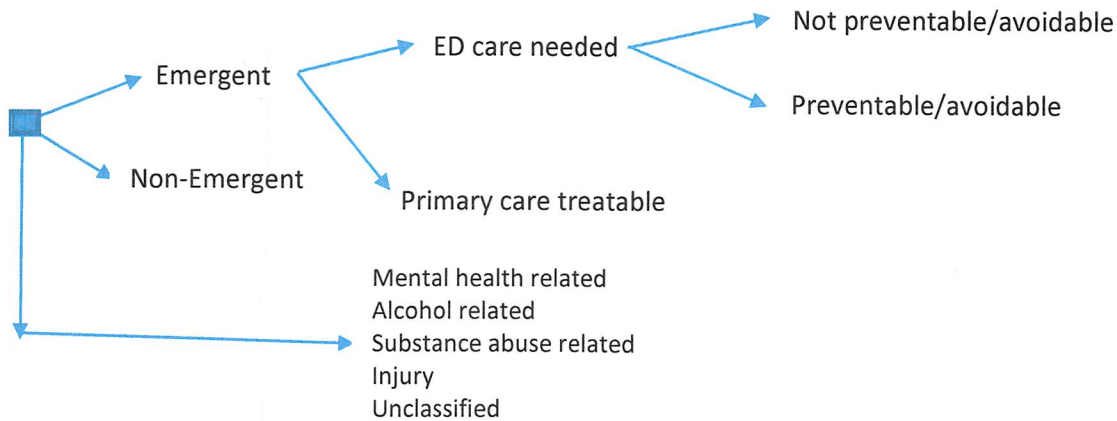 Not preventable/avoidable
ED care needed
Emergent
Preventable/avoidable
Non-Emergent
Primary care treatable
Mental health related
Alcohol related
Substance abuse related
Injury
Unclassified